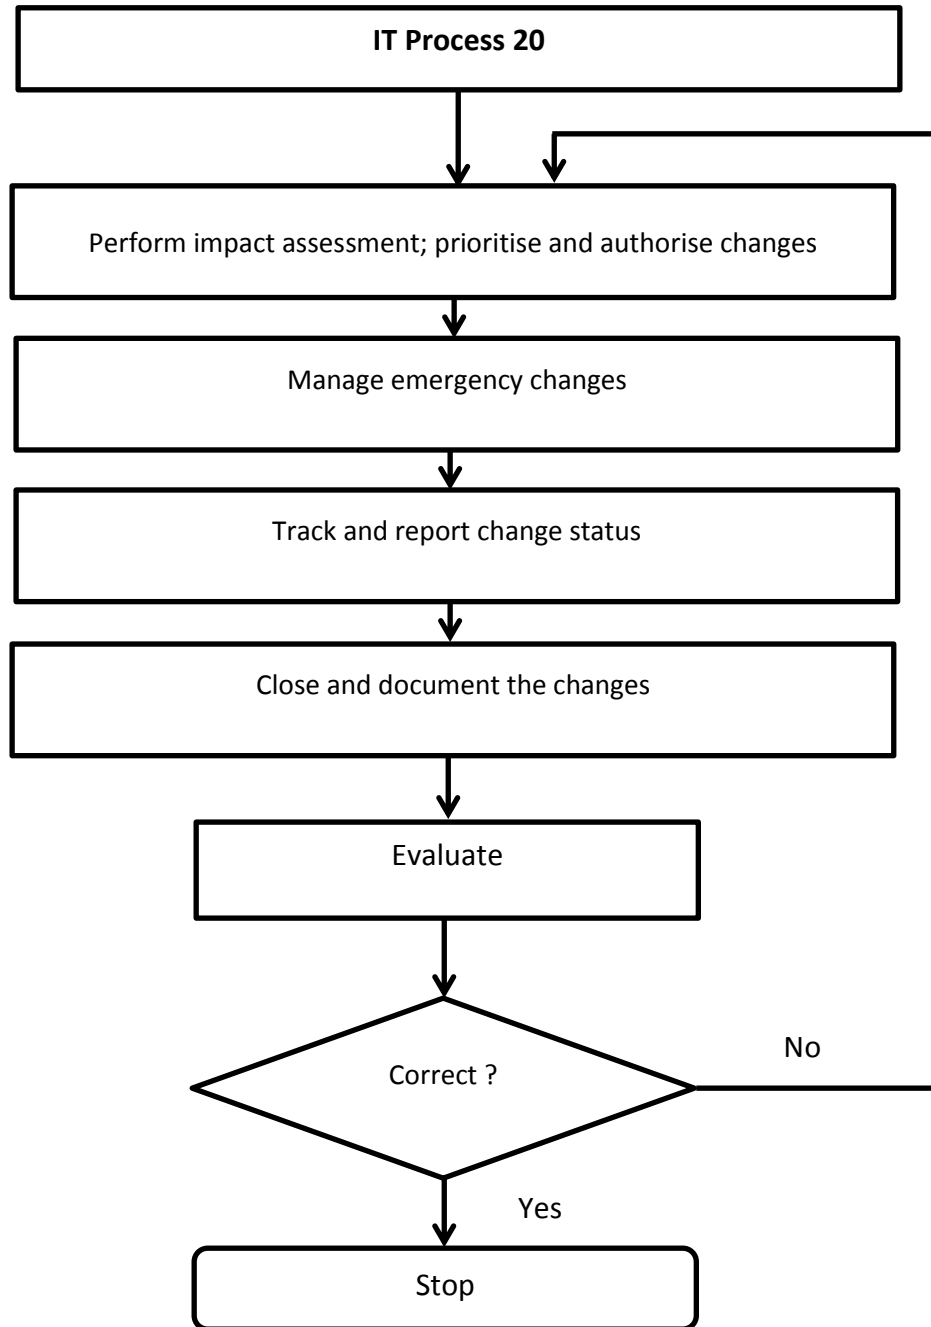 IT Process 20
Perform impact assessment; prioritise and authorise changes
Manage emergency changes
Track and report change status
Close and document the changes
Evaluate
Correct ?
No
Yes
Stop